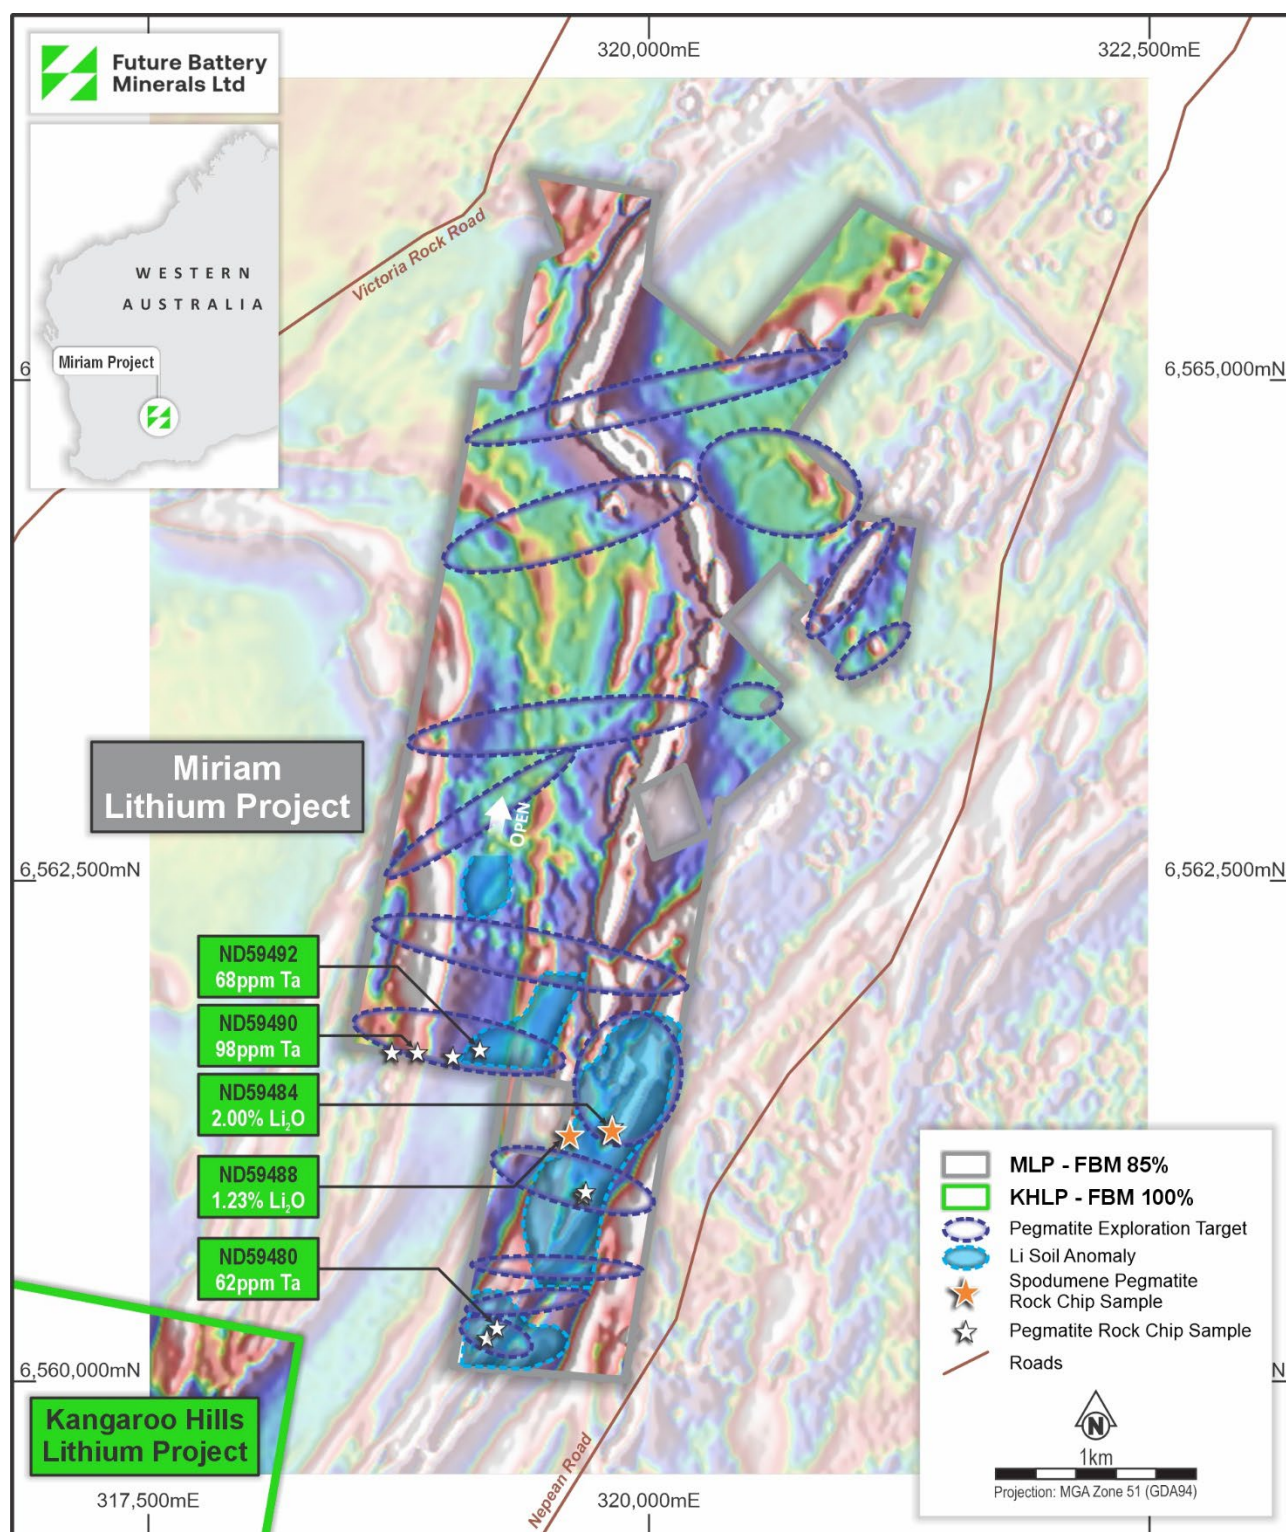 320,000mE
322,500mE
Future Battery
Minerals Ltd
WESTERN
AUSTRALIA
Miriam Project
Victoria Rock Road
6
6,565,000mN
Miriam
Lithium Project
OPEN
6,562,500mN
6,562,500mN
ND59492
68ppm Ta
ND59490
98ppm Ta
ND59484
2.00% Li₂O
ND59488
1.23% Li₂O
ND59480
62ppm Ta
MLP - FBM 85%
KHLP - FBM 100%
Pegmatite Exploration Target
Li Soil Anomaly
Spodumene Pegmatite
Rock Chip Sample
Pegmatite Rock Chip Sample
Roads
N
1km
Projection: MGA Zone 51 (GDA94)
6,560,000mN
N
Kangaroo Hills
Lithium Project
Nepean Road
317,500mE
320,000mE